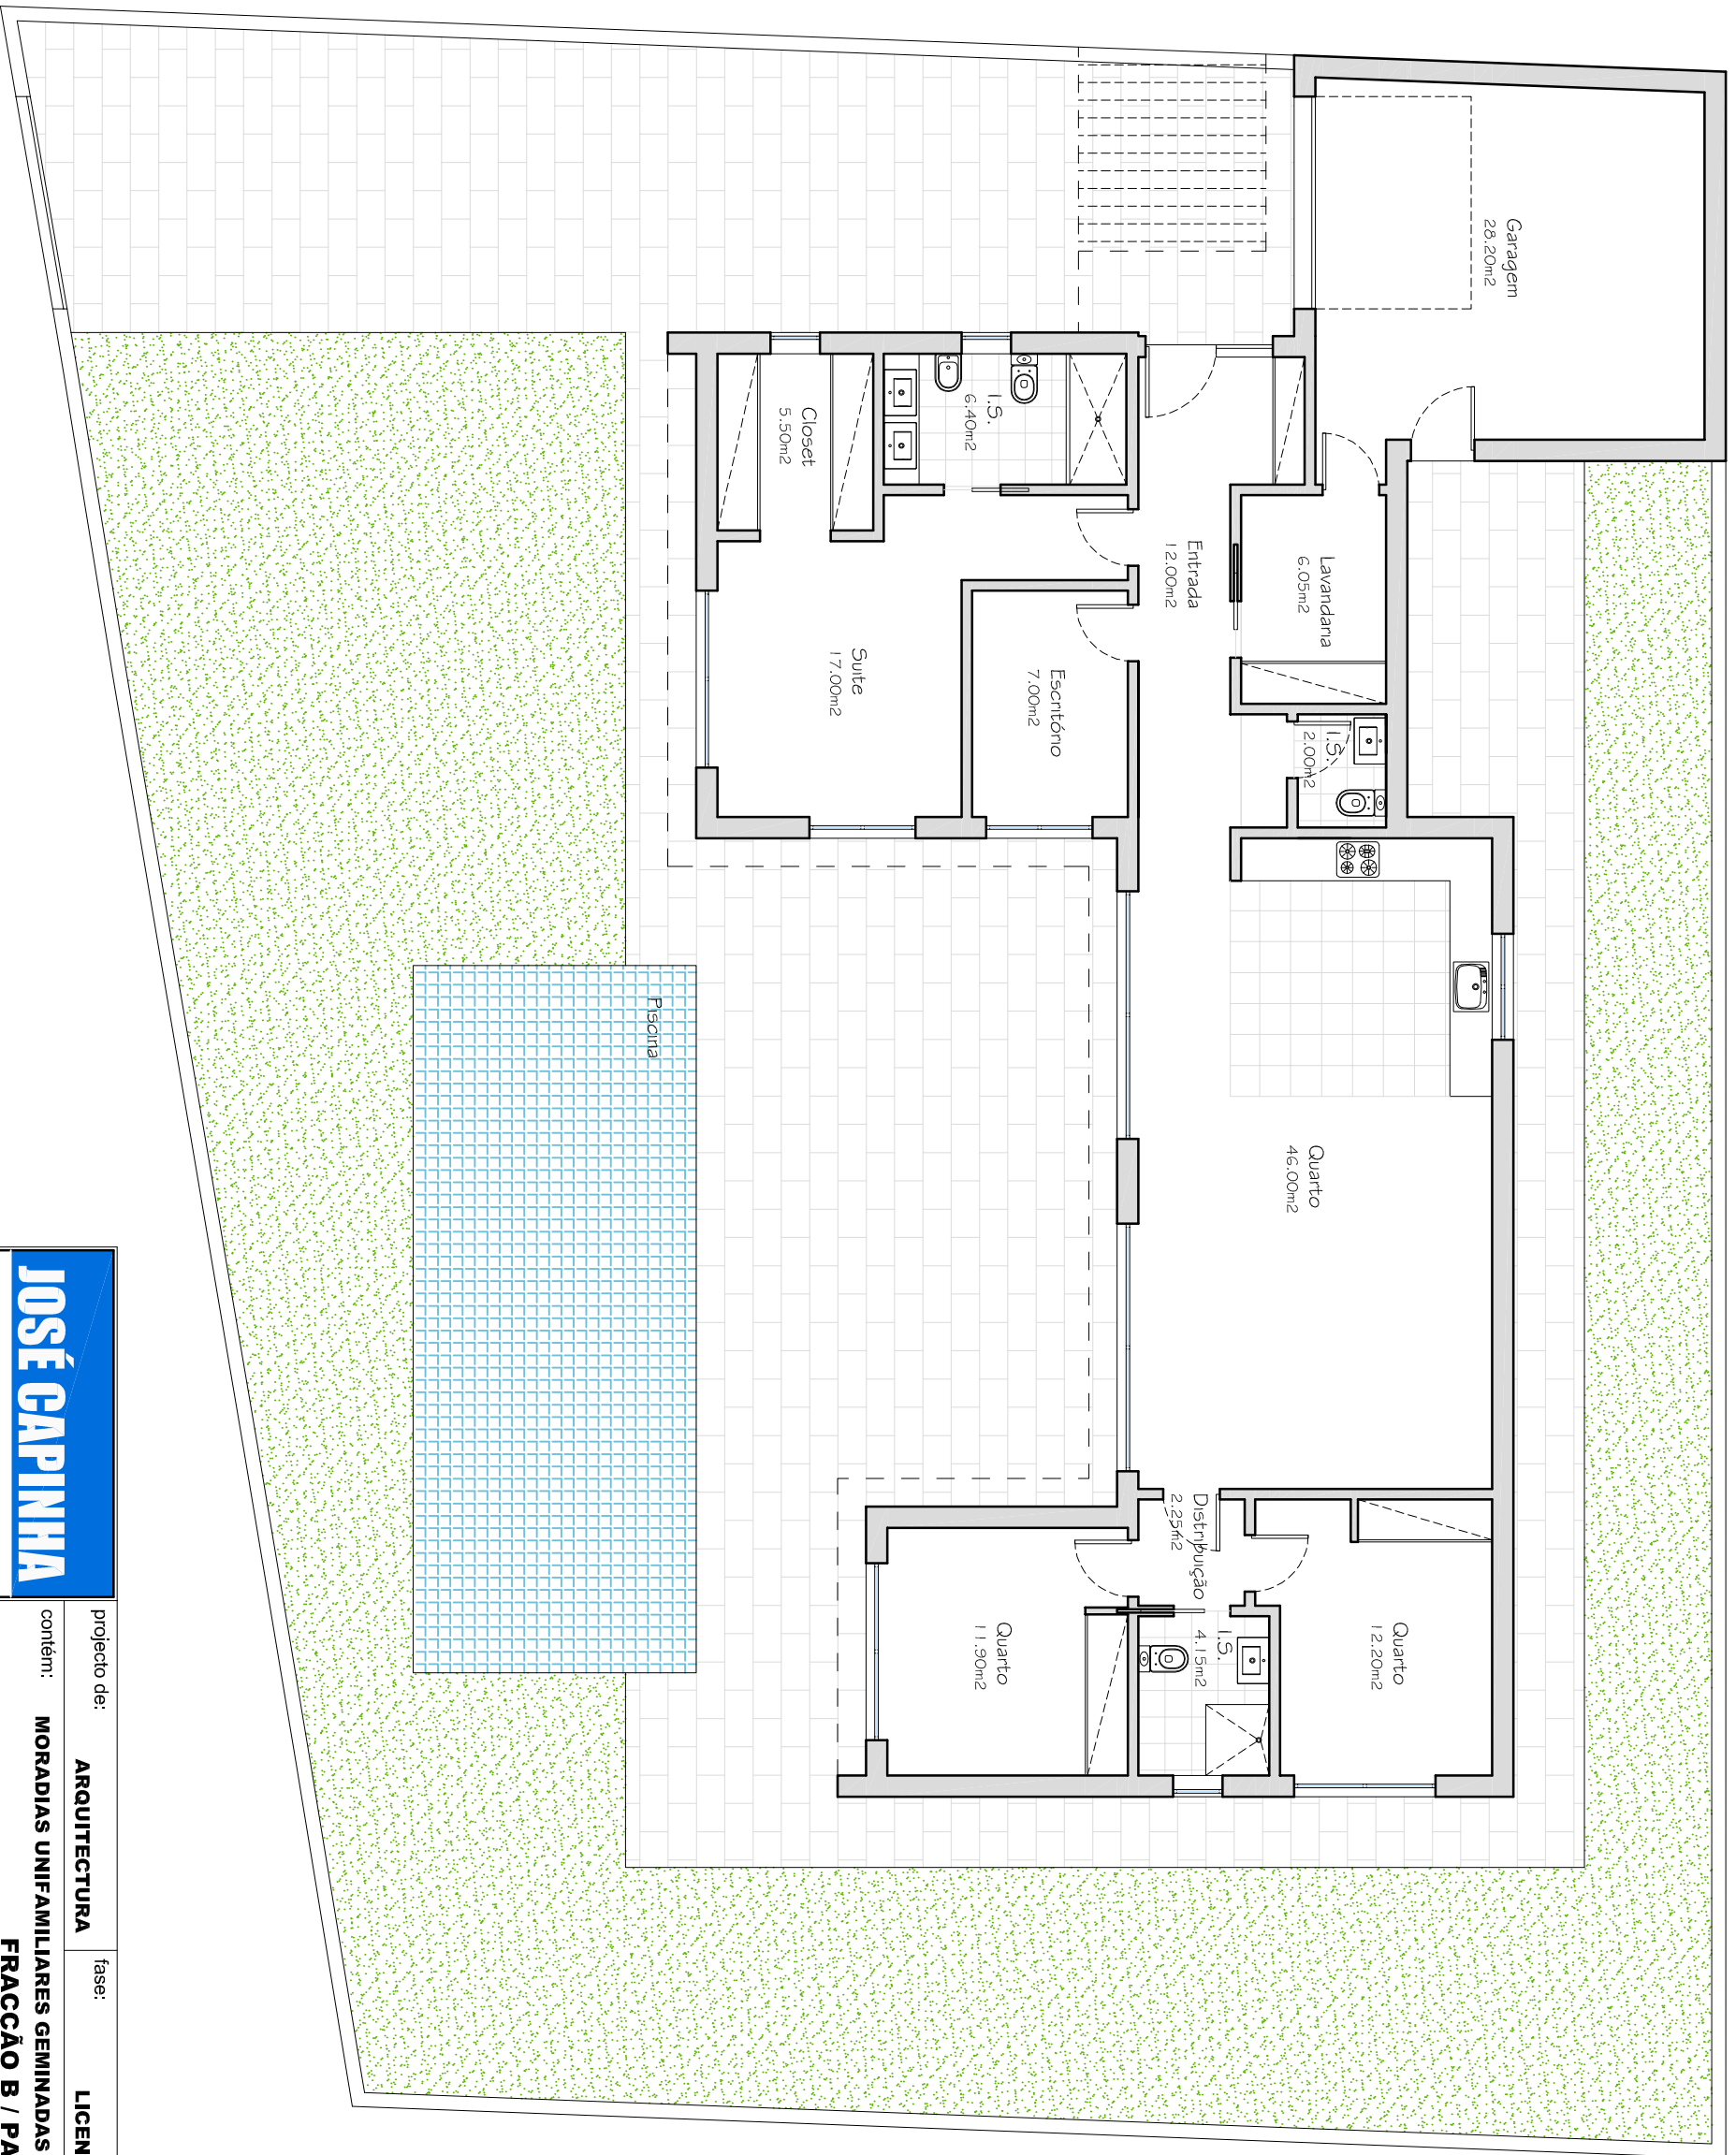 Garagem
28.20m2
Lavandaria
6.05m2
I.S.
2.00m2
Entrada
12.00m2
I.S.
6.40m2
Closet
5.50m2
Suite
17.00m2
Escritório
7.00m2
Quarto
46.00m2
Piscina
Distribuição
2.25m2
Quarto
12.20m2
I.S.
4.15m2
Quarto
11.90m2
JOSÉ CAPINHA
projecto de: ARQUITECTURA fase: LICEN
contém: MORADIAS UNIFAMILIARES GEMINADAS
FRACCÃO B / PA